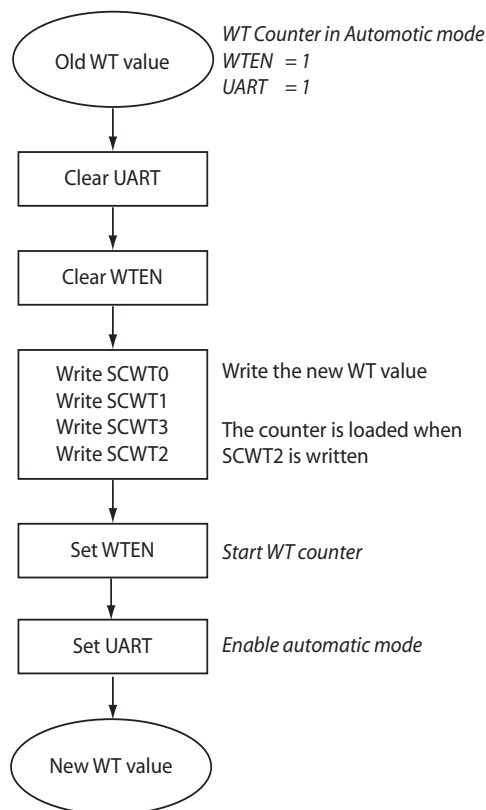 Old WT value
WT Counter in Automotic mode
WTEN = 1
UART = 1
Clear UART
Clear WTEN
Write SCWT0
Write SCWT1
Write SCWT3
Write SCWT2
Write the new WT value
The counter is loaded when
SCWT2 is written
Set WTEN
Start WT counter
Set UART
Enable automatic mode
New WT value